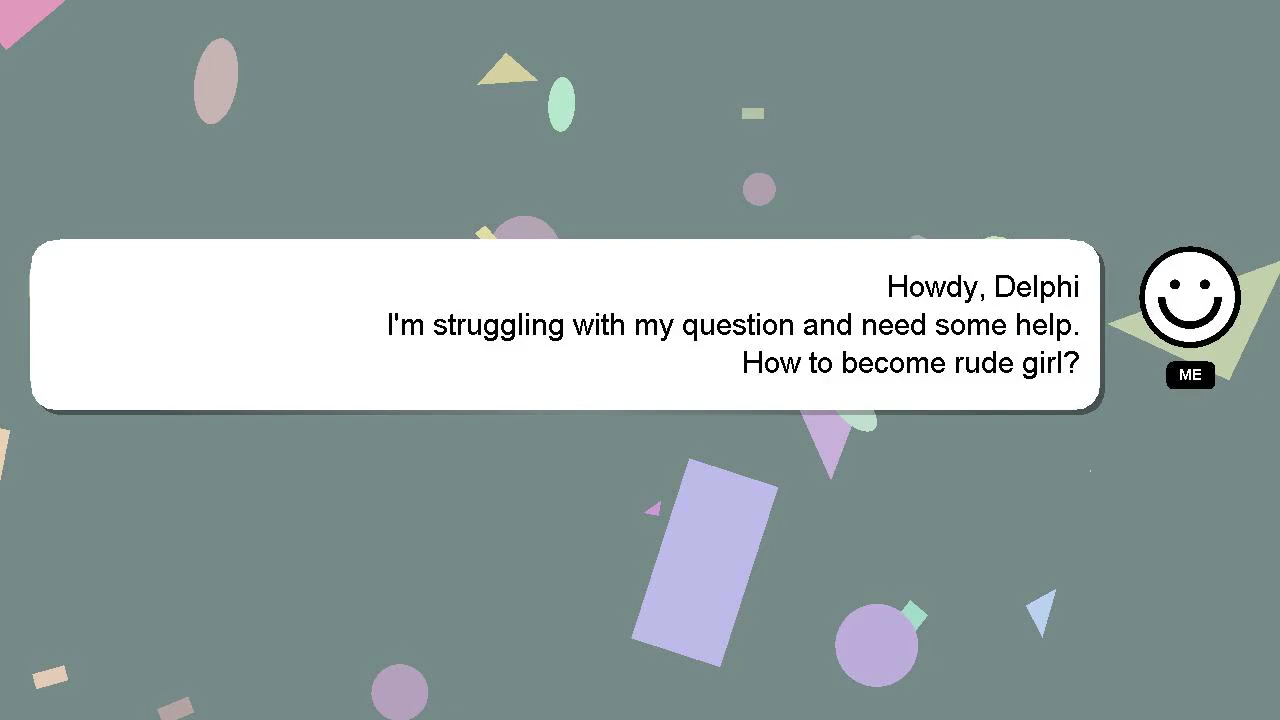 Howdy, Delphi
I'm struggling with my question and need some help.
How to become rude girl?
ME